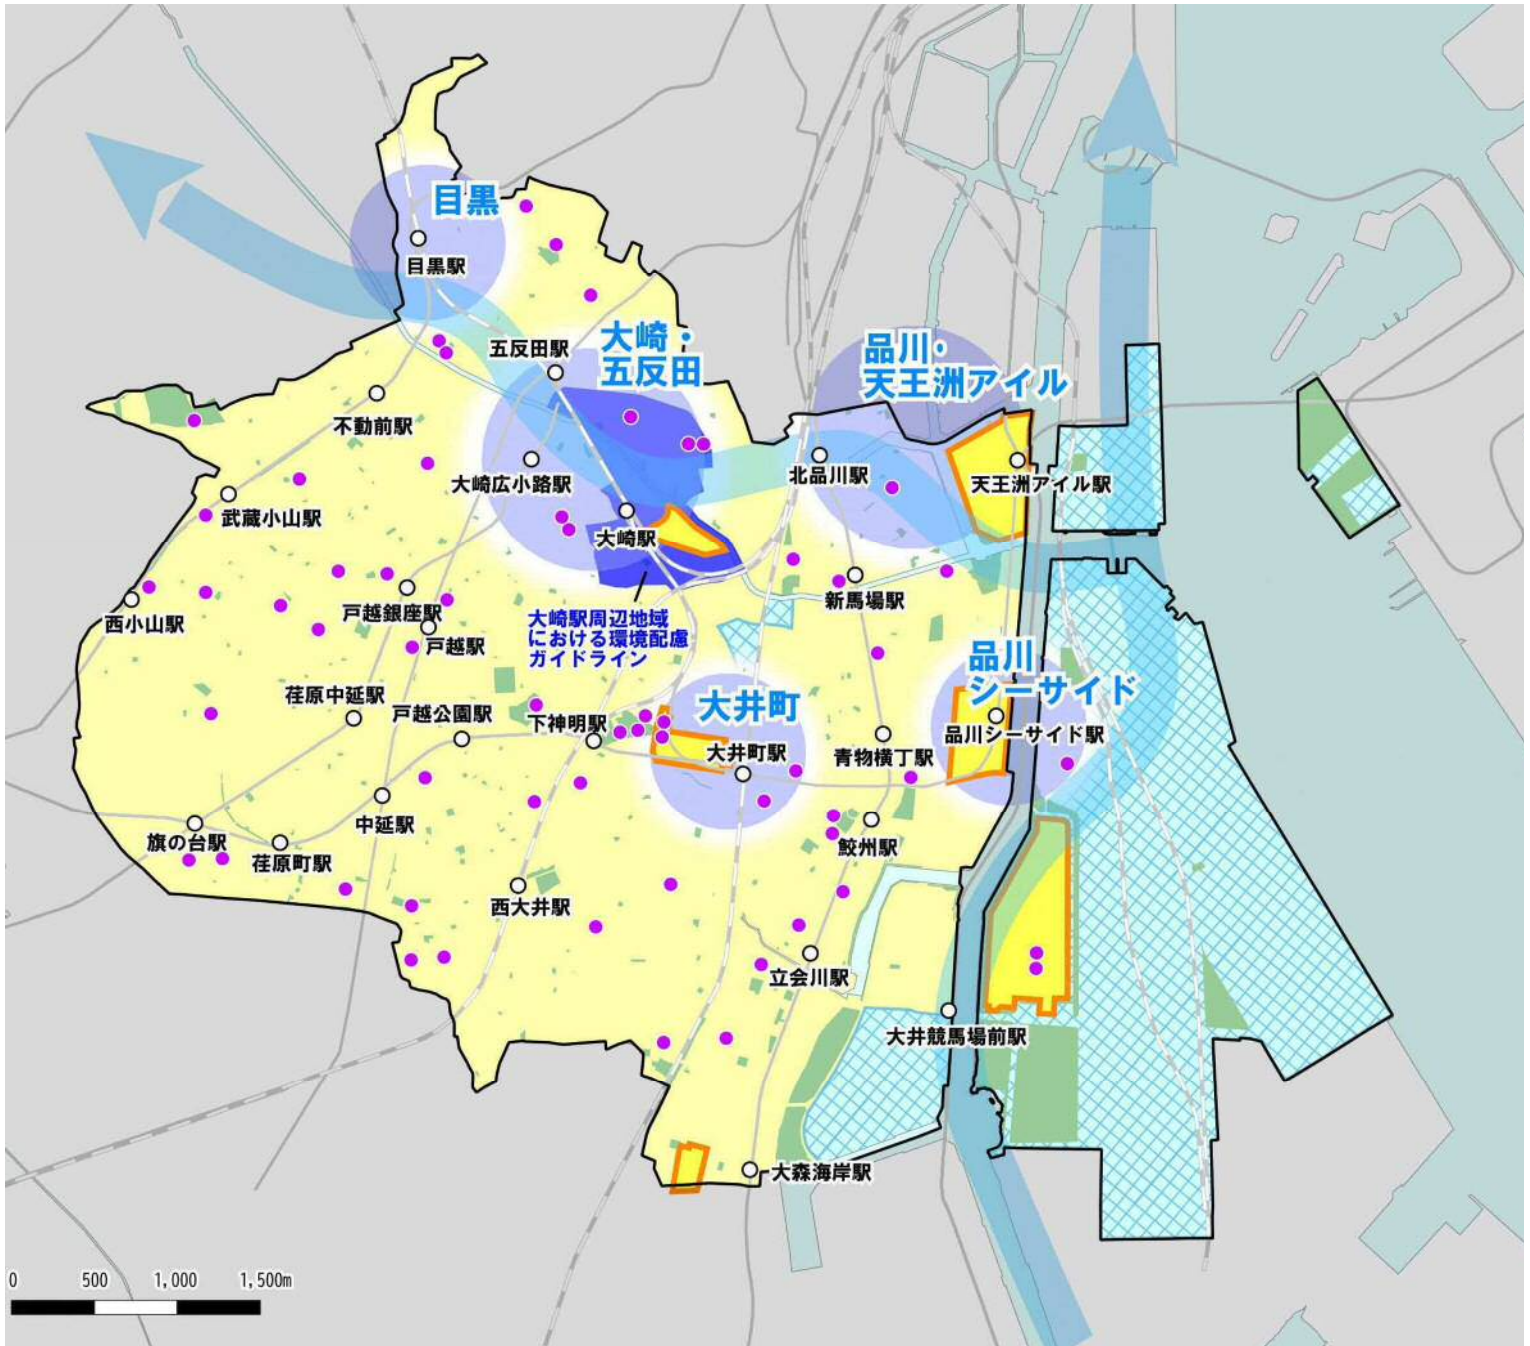 目黒
目黒駅
大崎・
五反田
五反田駅
品川・
天王洲アイル
不動前駅
大崎広小路駅
北品川駅
天王洲アイル駅
武蔵小山駅
大崎駅
新馬場駅
戸越銀座駅
西小山駅
戸越駅
大崎駅周辺地域
における環境配慮
ガイドライン
品川
シーサイド
荏原中延駅
戸越公園駅
下神明駅
大井町
大井町駅
青物横丁駅
品川シーサイド駅
中延駅
旗の台駅
荏原町駅
鮫州駅
西大井駅
立会川駅
大井競馬場前駅
大森海岸駅
0 500 1,000 1,500m